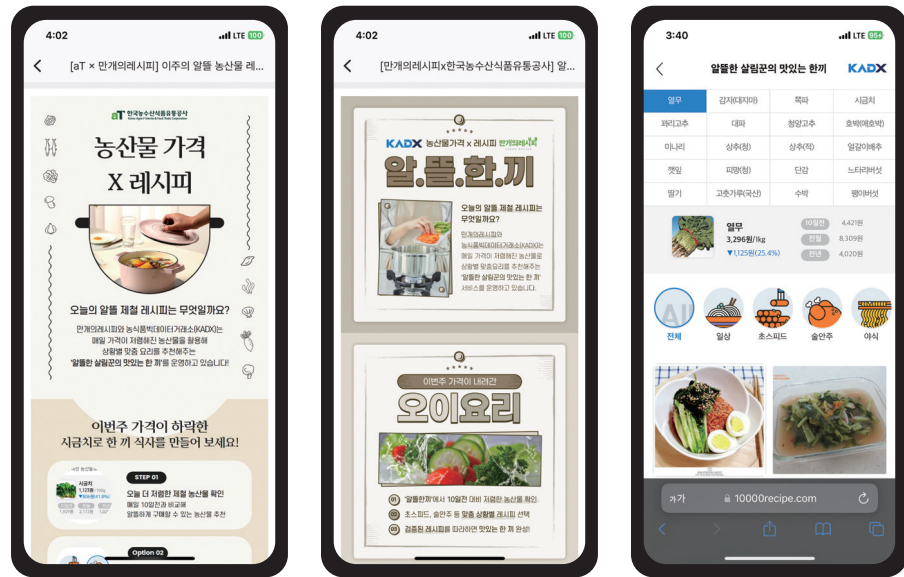 4:02
LTE 100
[aT × 만개의레시피] 이주의 알뜰 농산물 레...
aT 한국농수산식품유통공사
농산물 가격
X 레시피
오늘의 알뜰 제철 레시피는 무엇일까요?
만개의레시피와 농식품빅데이터거래소(KADX)는
매일 가격이 저렴해진 농산물을 활용해
상황별 맞춤 요리를 추천해주는
'알뜰한 살림꾼의 맛있는 한 끼'를 운영하고 있습니다!
이번주 가격이 하락한
시금치로 한 끼 식사를 만들어 보세요!
시금치
STEP 01
오늘 더 저렴한 제철 농산물 확인
매일 10일전과 비교해
알뜰하게 구매할 수 있는 농산물 추천
Option 02
4:02
LTE 100
[만개의레시피x한국농수산식품유통공사] 알...
KADX 농산물가격 x 레시피 만개의레시피
알.뜰.한.끼
오늘의 알뜰 제철 레시피는
무엇일까요?
만개의레시피와
농식품빅데이터거래소(KADX)는
매일 가격이 저렴해진 농산물로
상황별 맞춤요리를 추천해주는
'알뜰한 살림꾼의 맛있는 한 끼'
서비스를 운영하고 있습니다.
이번주 가격이 내려간
오이요리
01 '알뜰한끼'에서 10일전 대비 저렴한 농산물 확인
02 초스피드, 술안주 등 맞춤 상황별 레시피 선택
03 검증된 레시피를 따라하면 맛있는 한 끼 완성!
3:40
LTE 95
알뜰한 살림꾼의 맛있는 한끼 KADX
열무 감자(대지마) 쪽파 시금치
꽈리고추 대파 청양고추 호박(애호박)
미나리 상추(청) 상추(적) 얼갈이배추
깻잎 피망(청) 단감 느타리버섯
딸기 고춧가루(국산) 수박 팽이버섯
열무
3,296원/1kg
▼1,125원(25.4%)
10일전 4,421원
전월 8,309원
전년 4,020원
All
전체 일상 초스피드 술안주 야식
가가 10000recipe.com